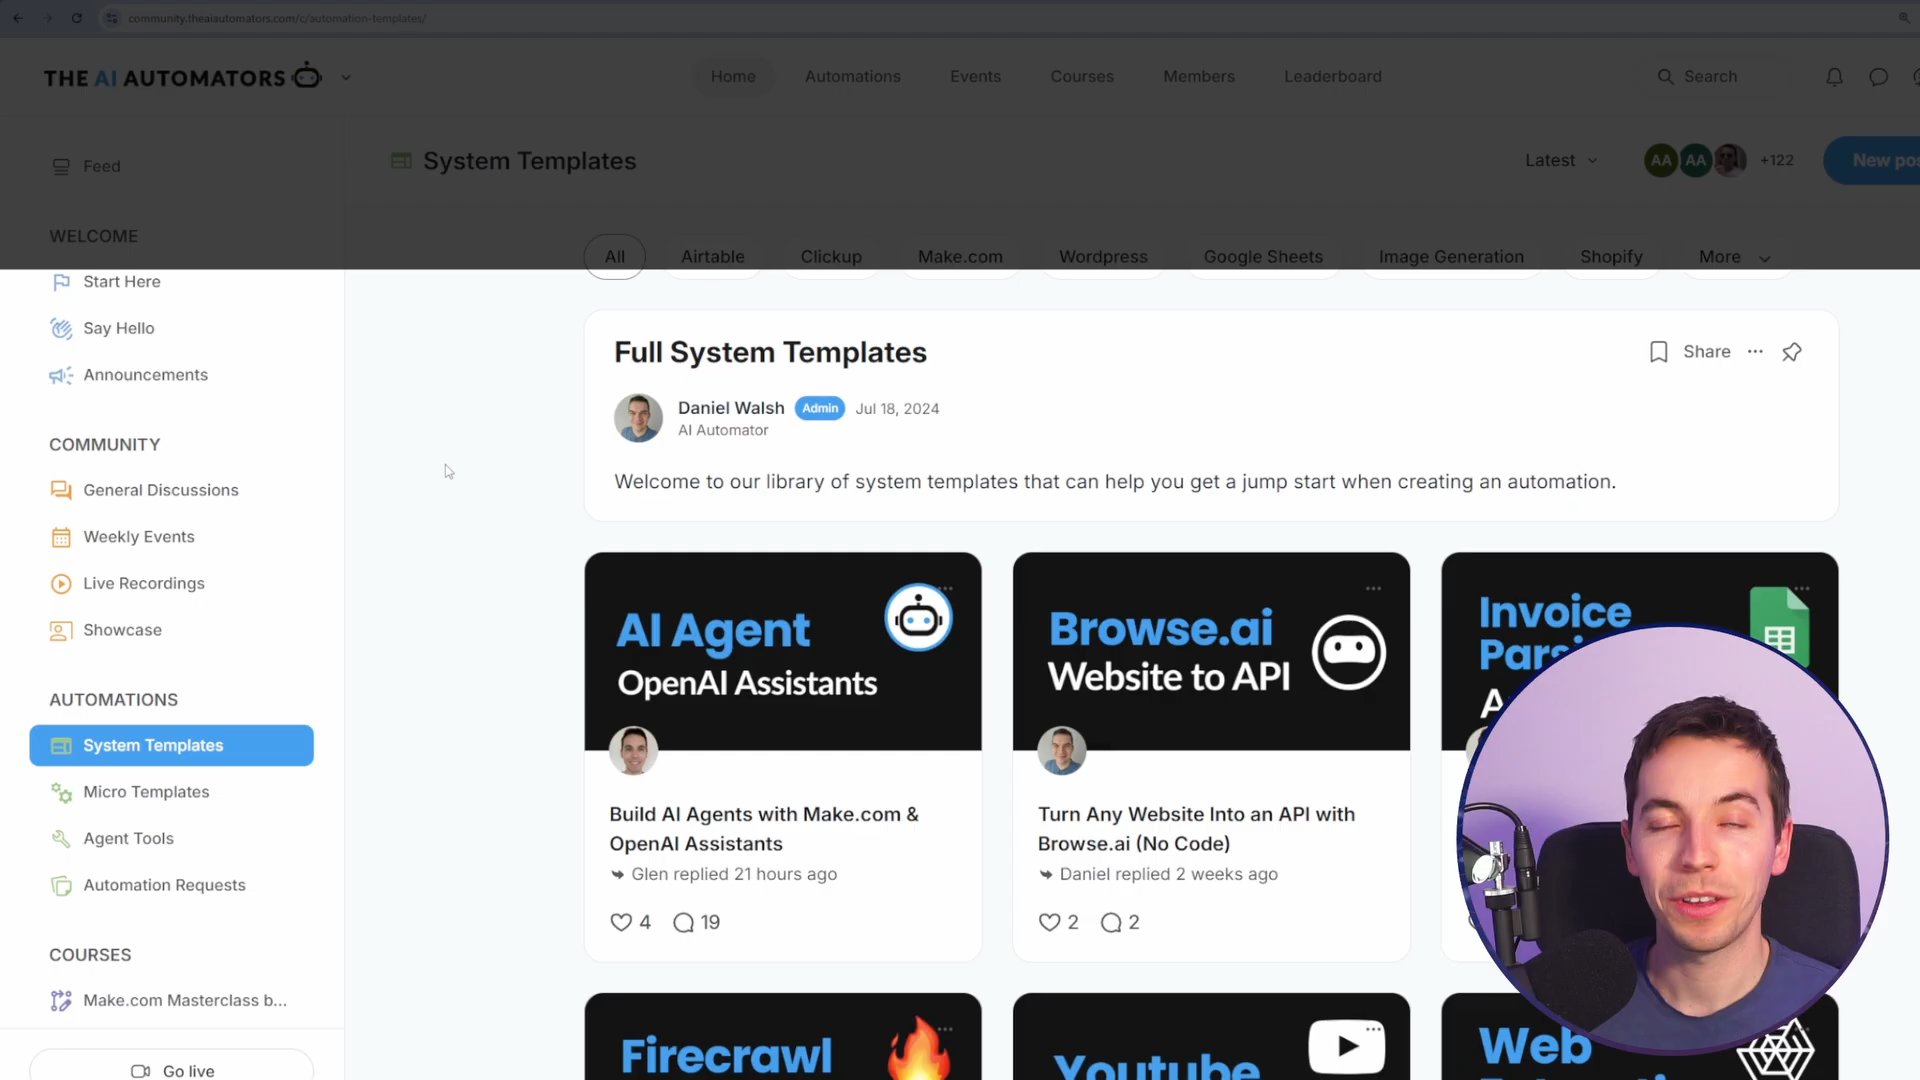 community.theaiautomators.com/c/automation-templates/
THE AI AUTOMATORS
Home
Automations
Events
Courses
Members
Leaderboard
Search
Feed
System Templates
Latest
AA
AA
+122
New pos
WELCOME
Start Here
Say Hello
Announcements
COMMUNITY
General Discussions
Weekly Events
Live Recordings
Showcase
AUTOMATIONS
System Templates
Micro Templates
Agent Tools
Automation Requests
COURSES
Make.com Masterclass b...
Go live
All
Airtable
Clickup
Make.com
Wordpress
Google Sheets
Image Generation
Shopify
More
Full System Templates
Share
Daniel Walsh
Admin
Jul 18, 2024
AI Automator
Welcome to our library of system templates that can help you get a jump start when creating an automation.
AI Agent
OpenAI Assistants
Build AI Agents with Make.com &
OpenAI Assistants
Glen replied 21 hours ago
4
19
Browse.ai
Website to API
Turn Any Website Into an API with
Browse.ai (No Code)
Daniel replied 2 weeks ago
2
2
Invoice
Parsi
A
Firecrawl
Youtube
Web